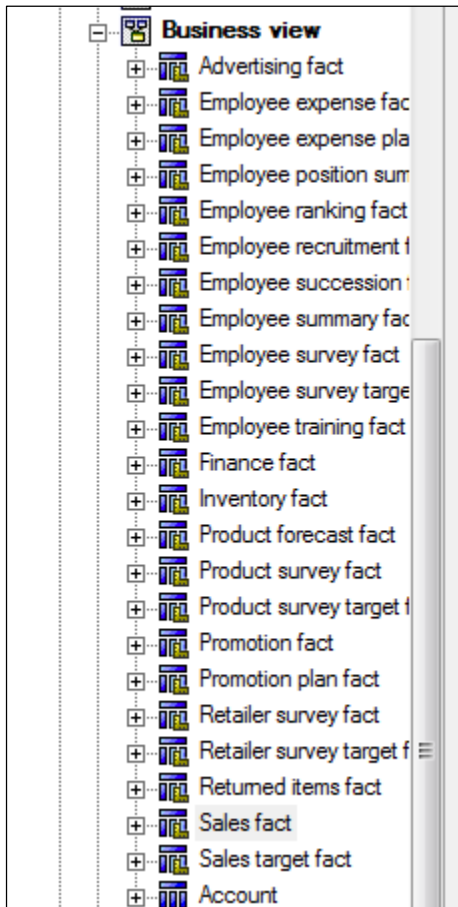 Business view
Advertising fact
Employee expense fac
Employee expense pla
Employee position sum
Employee ranking fact
Employee recruitment f
Employee succession
Employee summary fac
Employee survey fact
Employee survey targe
Employee training fact
Finance fact
Inventory fact
Product forecast fact
Product survey fact
Product survey target f
Promotion fact
Promotion plan fact
Retailer survey fact
Retailer survey target f
Returned items fact
Sales fact
Sales target fact
Account